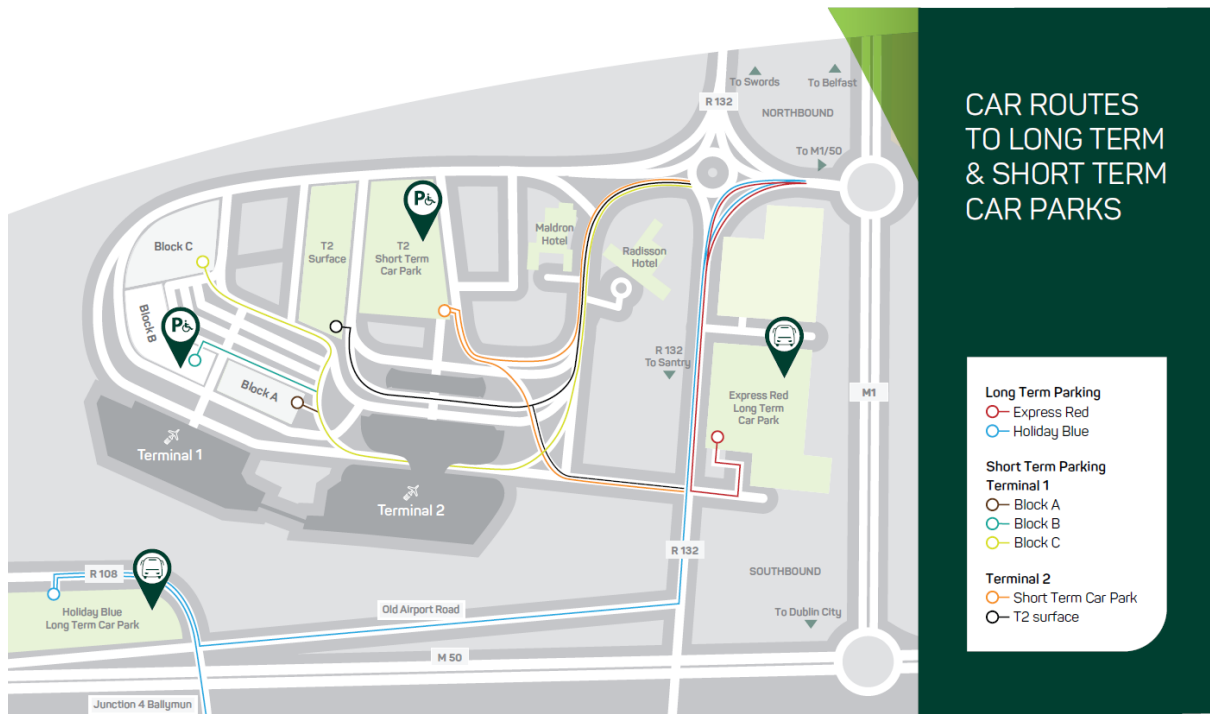 To Swords
To Belfast
R 132
NORTHBOUND
To M1/50
P
Block C
T2
Surface
T2
Short Term
Car Park
Maldron
Hotel
Radisson
Hotel
Block B
P
R 132
To Santry
Block A
Express Red
Long Term
Car Park
M1
Terminal 1
Terminal 2
R 132
R 108
SOUTHBOUND
Holiday Blue
Long Term Car Park
Old Airport Road
To Dublin City
M 50
Junction 4 Ballymun
CAR ROUTES
TO LONG TERM
& SHORT TERM
CAR PARKS
Long Term Parking
Express Red
Holiday Blue
Short Term Parking
Terminal 1
Block A
Block B
Block C
Terminal 2
Short Term Car Park
T2 surface